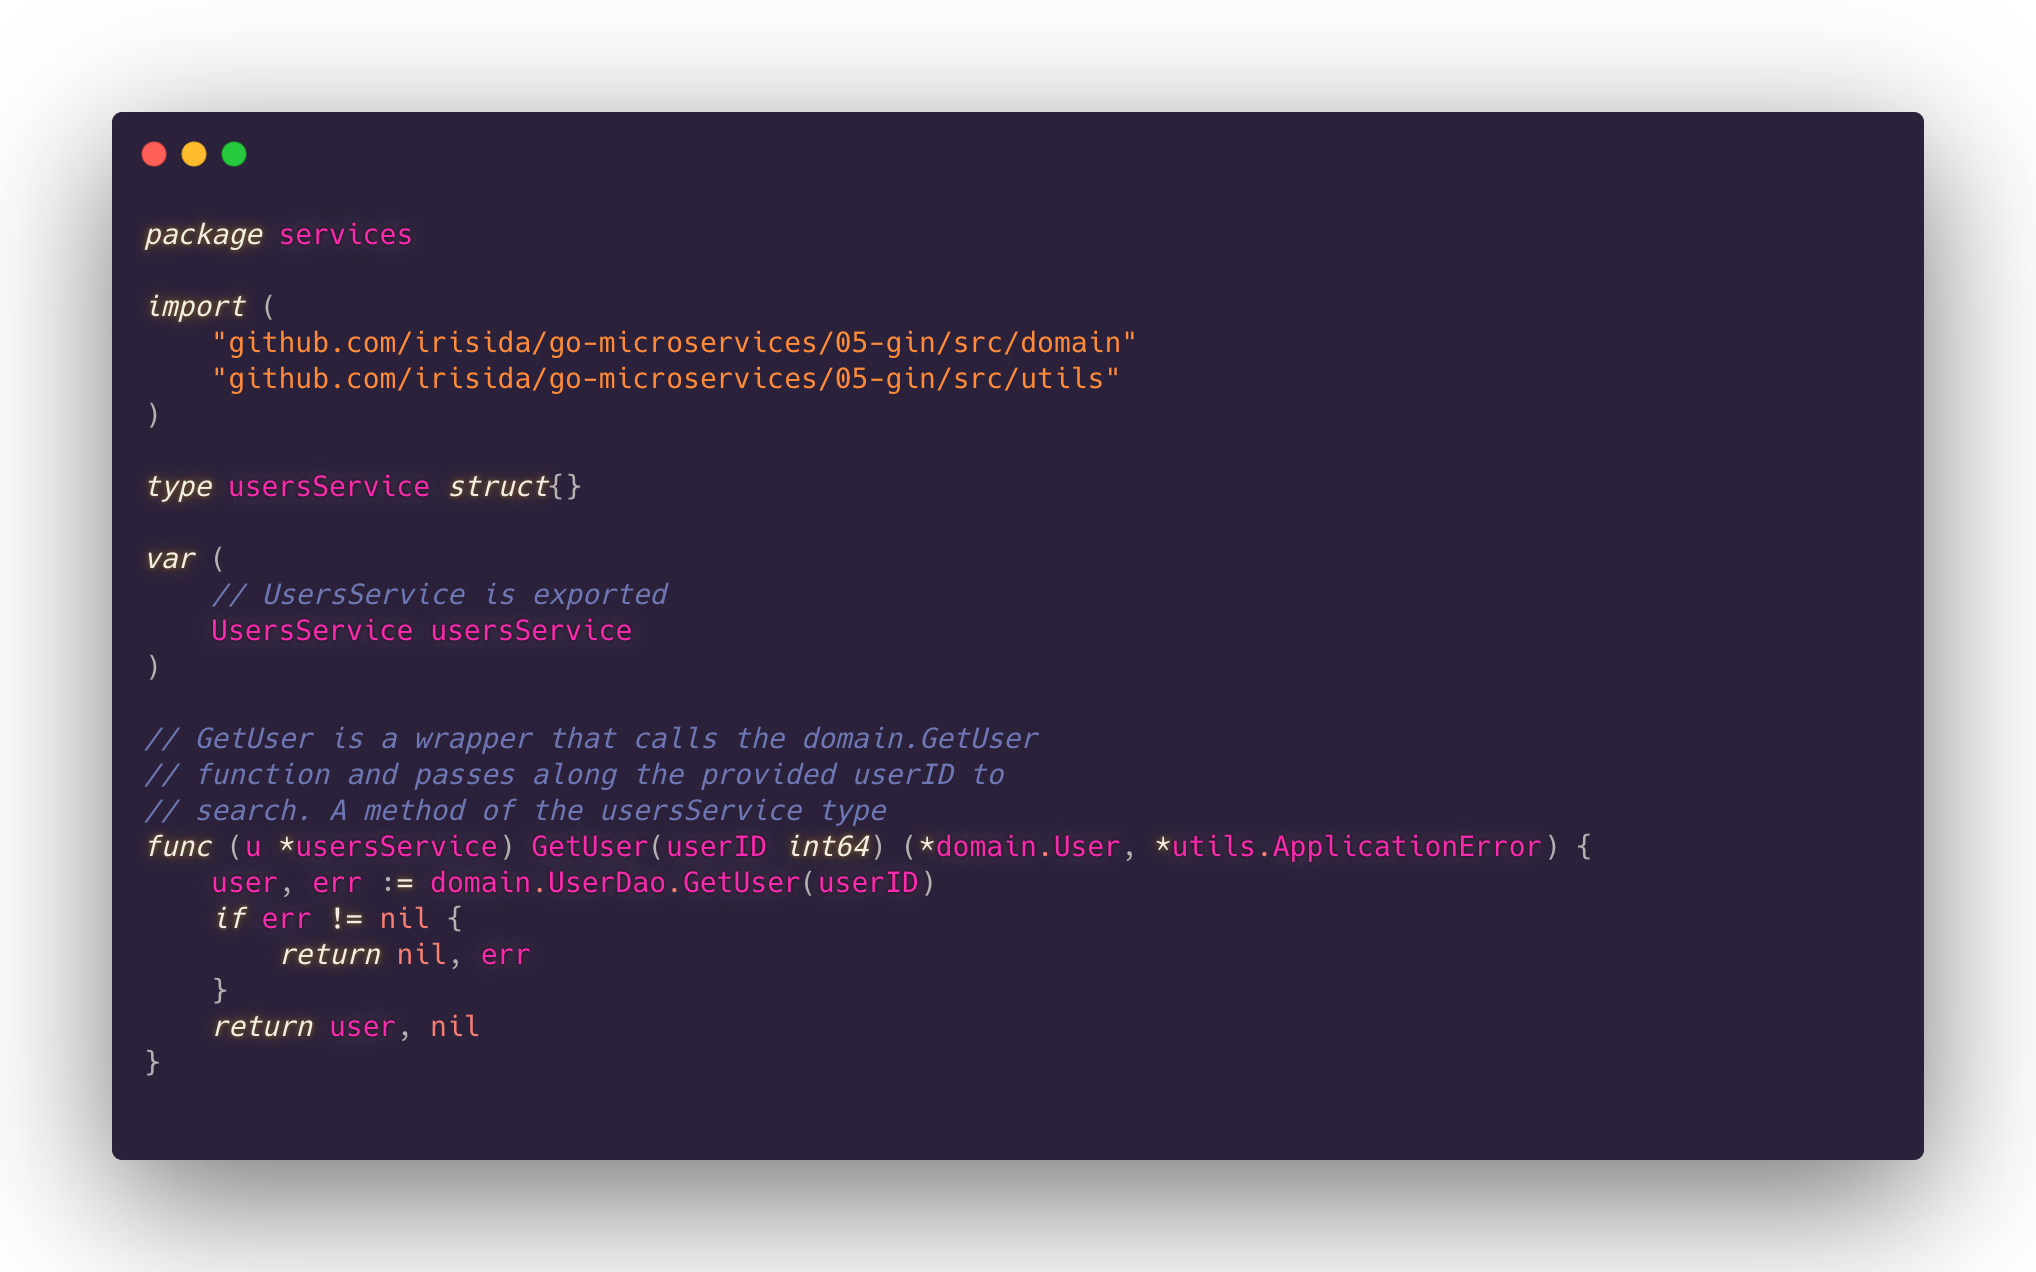 package services

import (
    "github.com/irisida/go-microservices/05-gin/src/domain"
    "github.com/irisida/go-microservices/05-gin/src/utils"
)

type usersService struct{}

var (
    // UsersService is exported
    UsersService usersService
)

// GetUser is a wrapper that calls the domain.GetUser
// function and passes along the provided userID to
// search. A method of the usersService type
func (u *usersService) GetUser(userID int64) (*domain.User, *utils.ApplicationError) {
    user, err := domain.UserDao.GetUser(userID)
    if err != nil {
        return nil, err
    }
    return user, nil
}